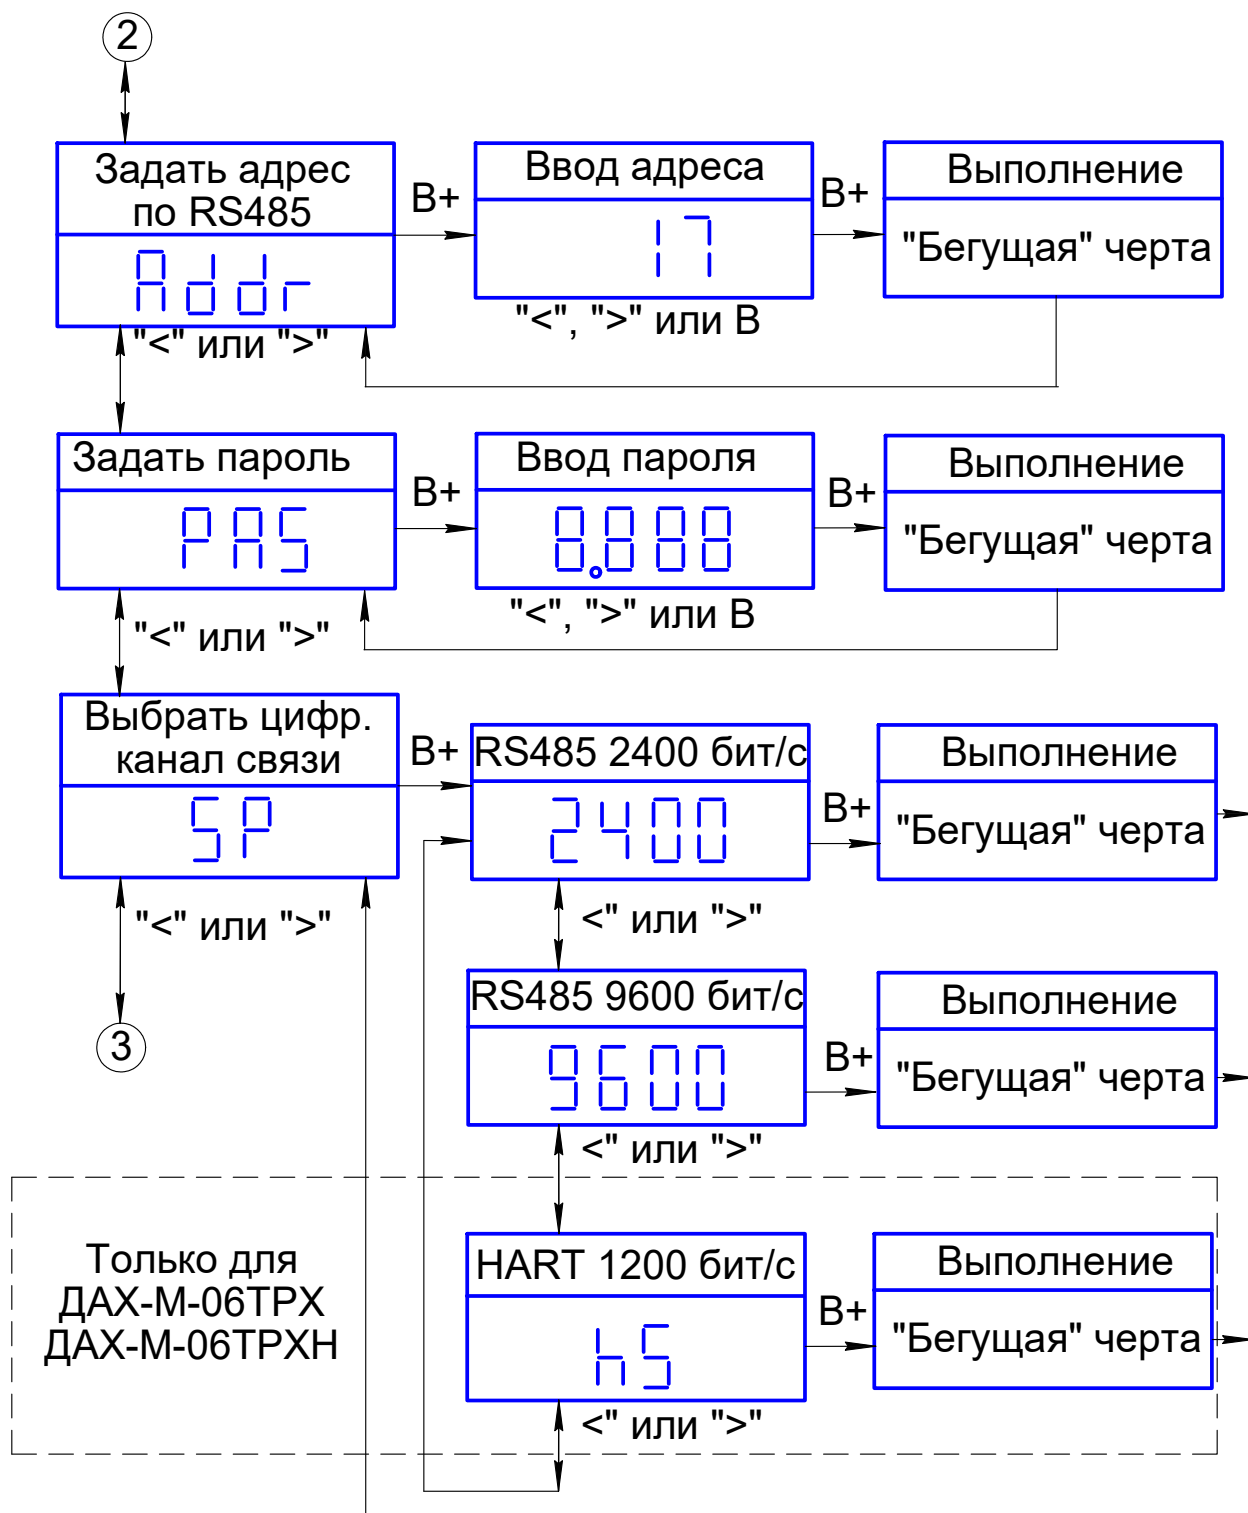 2
Задать адрес
по RS485
Addr
"<" или ">"
В+
Ввод адреса
17
"<", ">" или В
В+
Выполнение
"Бегущая" черта
Задать пароль
PAS
"<" или ">"
В+
Ввод пароля
8.888
"<", ">" или В
В+
Выполнение
"Бегущая" черта
Выбрать цифр.
канал связи
SP
"<" или ">"
3
В+
RS485 2400 бит/с
2400
<" или ">"
В+
Выполнение
"Бегущая" черта
RS485 9600 бит/с
9600
<" или ">"
В+
Выполнение
"Бегущая" черта
Только для
ДАХ-М-06ТРХ
ДАХ-М-06ТРХН
HART 1200 бит/с
hS
<" или ">"
В+
Выполнение
"Бегущая" черта